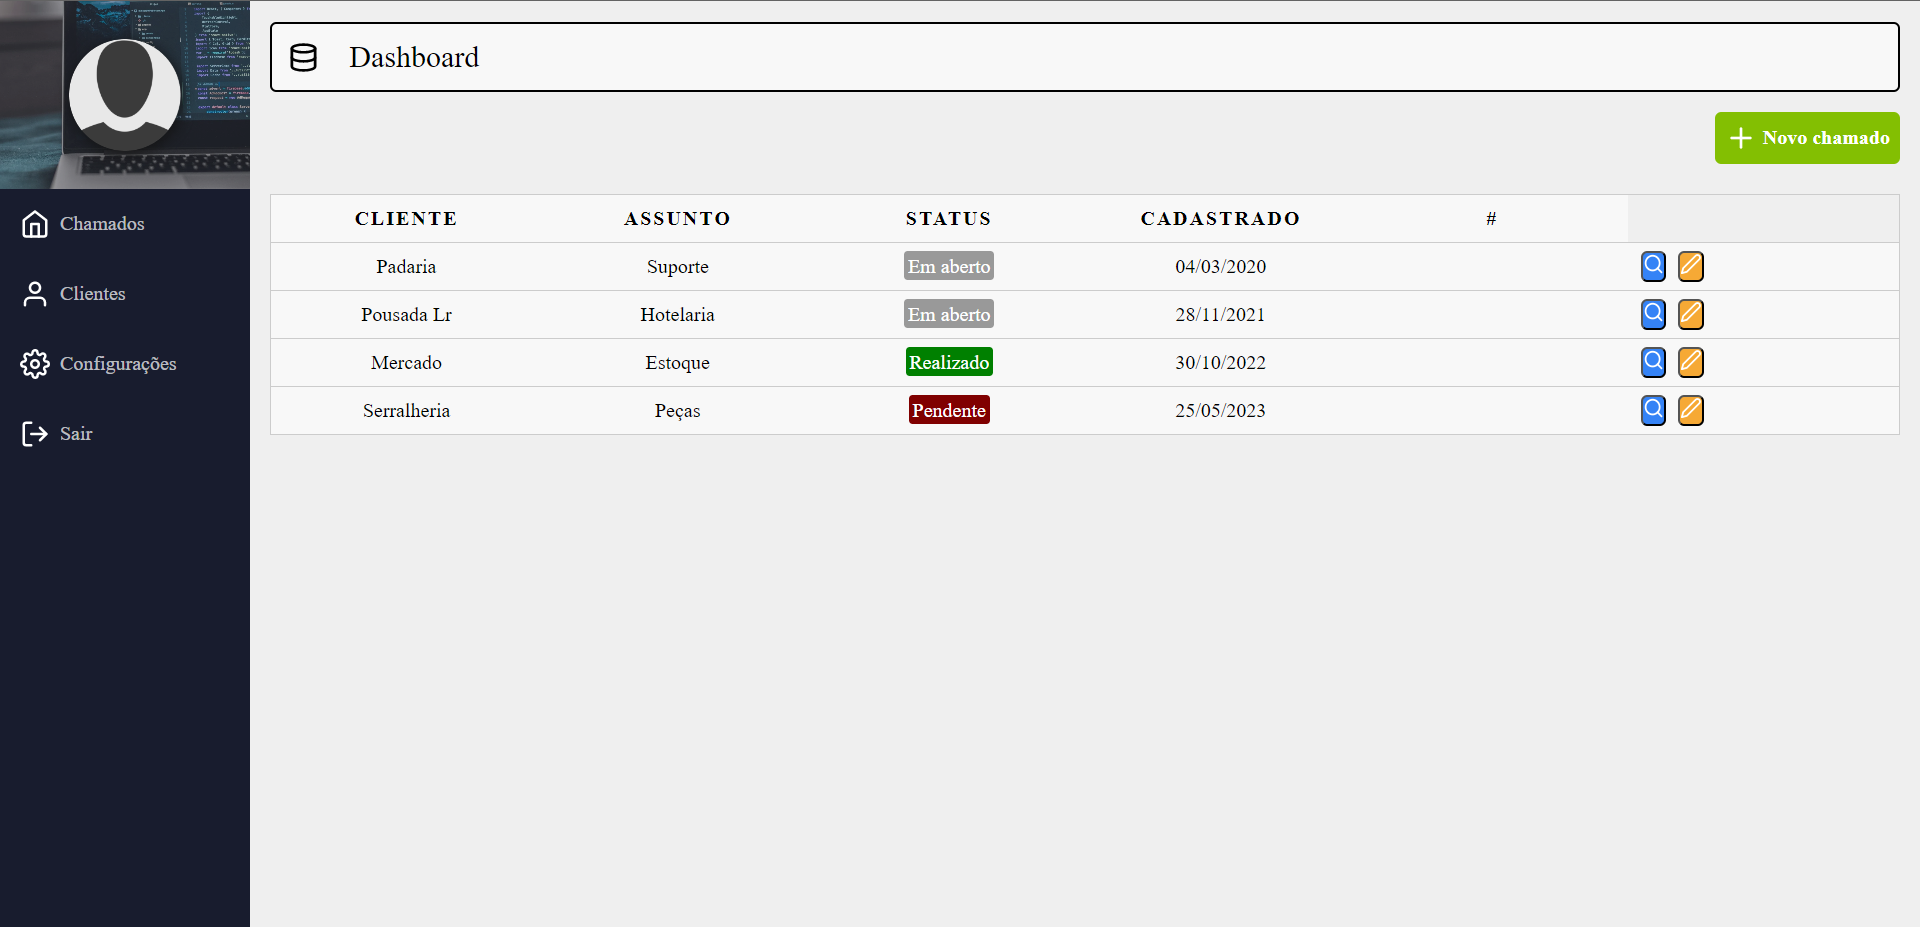 Dashboard
Novo chamado
Chamados
Clientes
Configurações
Sair
CLIENTE ASSUNTO STATUS CADASTRADO #
Padaria Suporte Em aberto 04/03/2020
Pousada Lr Hotelaria Em aberto 28/11/2021
Mercado Estoque Realizado 30/10/2022
Serralheria Peças Pendente 25/05/2023